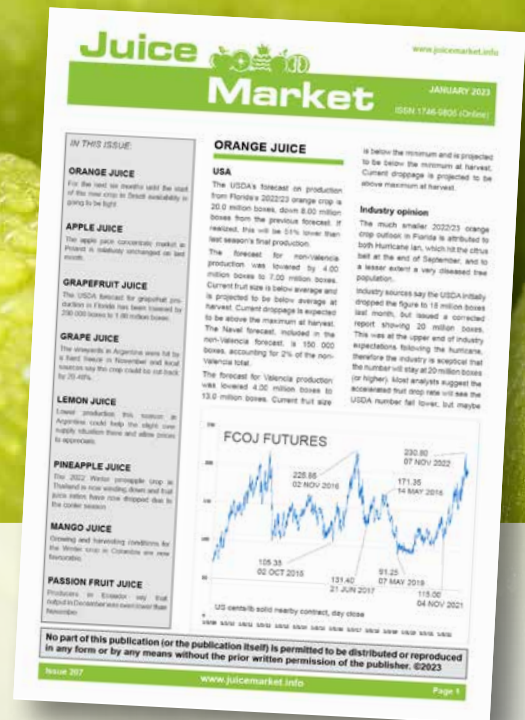 Juice
Market
www.juicemarket.info
JANUARY 2023
ISSN 1746-9805 (Online)
IN THIS ISSUE:
ORANGE JUICE
For the next six months until the start
of the new crop in Brazil availability is
going to be tight
APPLE JUICE
The apple juice concentrate market in
Poland is relatively unchanged on last
month.
GRAPEFRUIT JUICE
The USDA forecast for grapefruit pro-
duction in Florida has been lowered by
200 000 boxes to 1.80 million boxes.
GRAPE JUICE
The vineyards in Argentina were hit by
a hard freeze in November and local
sources say the crop could be cut back
by
LEMON JUICE
Lower production this season in
Argentina could help the slight over
supply situation there and allow prices
to appreciate.
PINEAPPLE JUICE
The 2022 Winter pineapple crop in
Thailand is now winding down and fruit
juice ratios have now dropped due to
the cooler season
MANGO JUICE
Growing and harvesting conditions for
the Winter crop in Colombia are now
favourable.
PASSION FRUIT JUICE
Producers in Ecuador say that
output in December was even lower than
November.
ORANGE JUICE
USA
The USDA's forecast on production
from Florida's 2022/23 orange crop is
20.0 million boxes, down 8.00 million
boxes from the previous forecast. If
realized, this will be 51% lower than
last season's final production.
The forecast for non-Valencia
production was lowered by 4.00
million boxes to 7.00 million boxes.
Current fruit size is below average and
is projected to be below average at
harvest. Current droppage is expected to
be above the maximum at harvest.
The Navel forecast, included in the
non-Valencia forecast, is 150 000
boxes, accounting for 2% of the non-
Valencia total.
The forecast for Valencia production
was lowered 4.00 million boxes to
13.0 million boxes. Current fruit size
is below the minimum and is projected
to be below the minimum at harvest.
Current droppage is projected to be
above maximum at harvest.
Industry opinion
The much smaller 2022/23 orange
crop outlook in Florida is attributed to
both Hurricane Ian, which hit the citrus
belt at the end of September, and to
a lesser extent a very diseased tree
population.
Industry sources say the USDA initially
dropped the figure to 18 million boxes
last month, but issued a corrected
report showing 20 million boxes.
This was at the upper end of industry
expectations following the hurricane,
therefore the industry is sceptical that
the number will stay at 20 million boxes
(or higher). Most analysts suggest the
accelerated fruit drop rate will see the
USDA number fall lower, but maybe
FCOJ FUTURES
230.80
07 NOV 2022
225.95
02 NOV 2016
171.35
14 MAY 2018
105.35
02 OCT 2015
131.40
21 JUN 2017
91.25
07 MAY 2019
115.00
04 NOV 2021
US cents/lb solid nearby contract, day close
No part of this publication (or the publication itself) is permitted to be distributed or reproduced
in any form or by any means without the prior written permission of the publisher. ©2023
Issue 207
www.juicemarket.info
Page 1